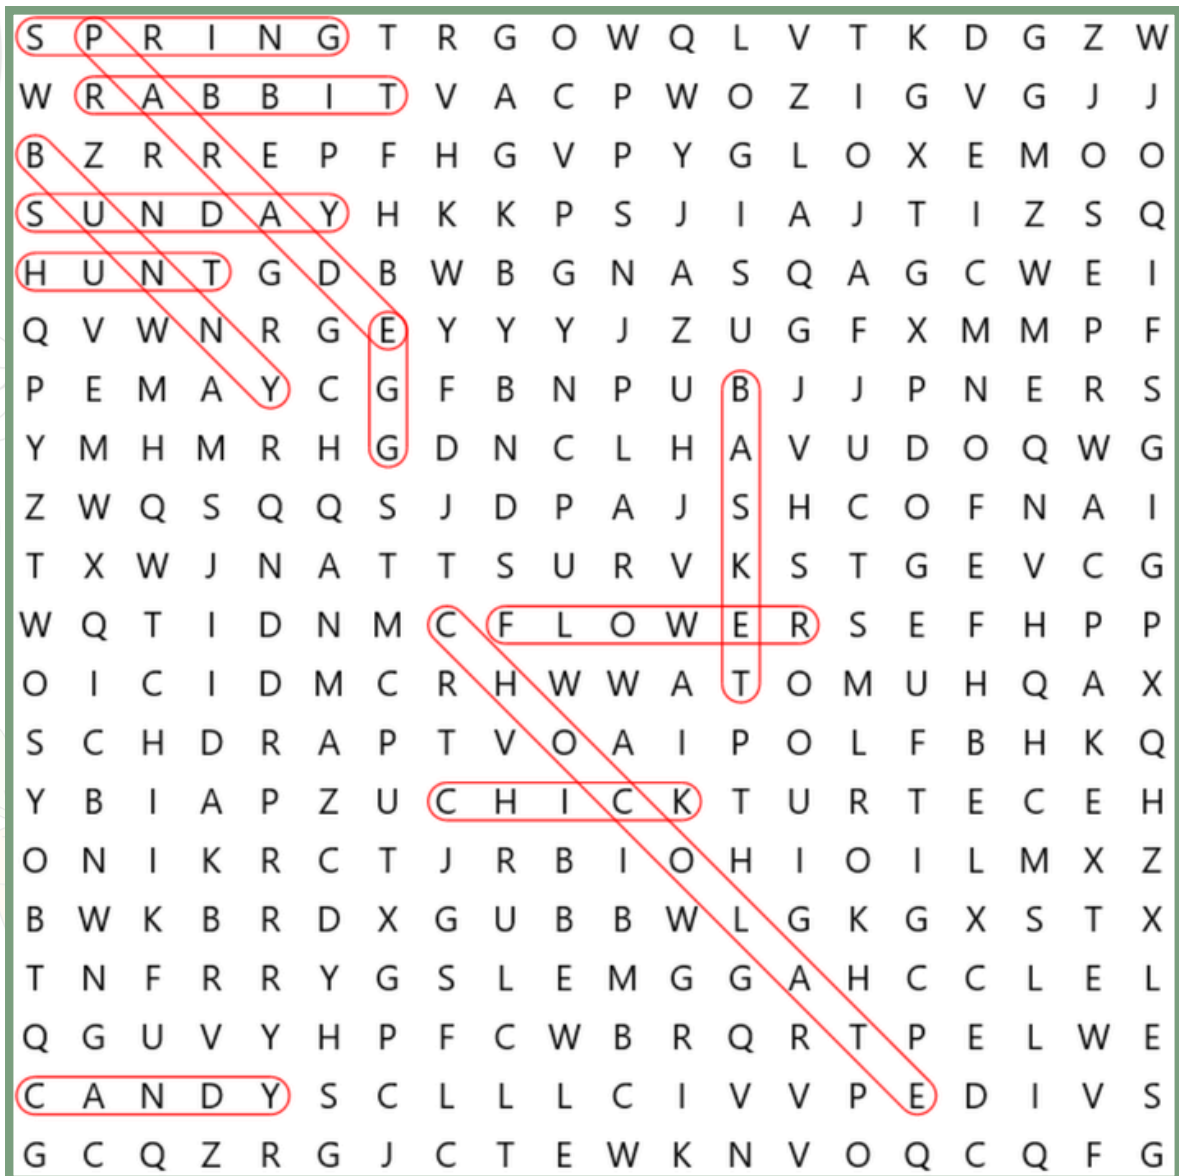 S P R I N G T R G O W Q L V T K D G Z W
W R A B B I T V A C P W O Z I G V G J J
B Z R R E P F H G V P Y G L O X E M O O
S U N D A Y H K K P S J I A J T I Z S Q
H U N T G D B W B G N A S Q A G C W E I
Q V W N R G E Y Y Y J Z U G F X M M P F
P E M A Y C G F B N P U B J J P N E R S
Y M H M R H G D N C L H A V U D O Q W G
Z W Q S Q Q S J D P A J S H C O F N A I
T X W J N A T T S U R V K S T G E V C G
W Q T I D N M C F L O W E R S E F H P P
O I C I D M C R H W W A T O M U H Q A X
S C H D R A P T V O A I P O L F B H K Q
Y B I A P Z U C H I C K T U R T E C E H
O N I K R C T J R B I O H I O I L M X Z
B W K B R D X G U B B W L G K G X S T X
T N F R R Y G S L E M G G A H C C L E L
Q G U V Y H P F C W B R Q R T P E L W E
C A N D Y S C L L L C I V V P E D I V S
G C Q Z R G J C T E W K N V O Q C Q F G